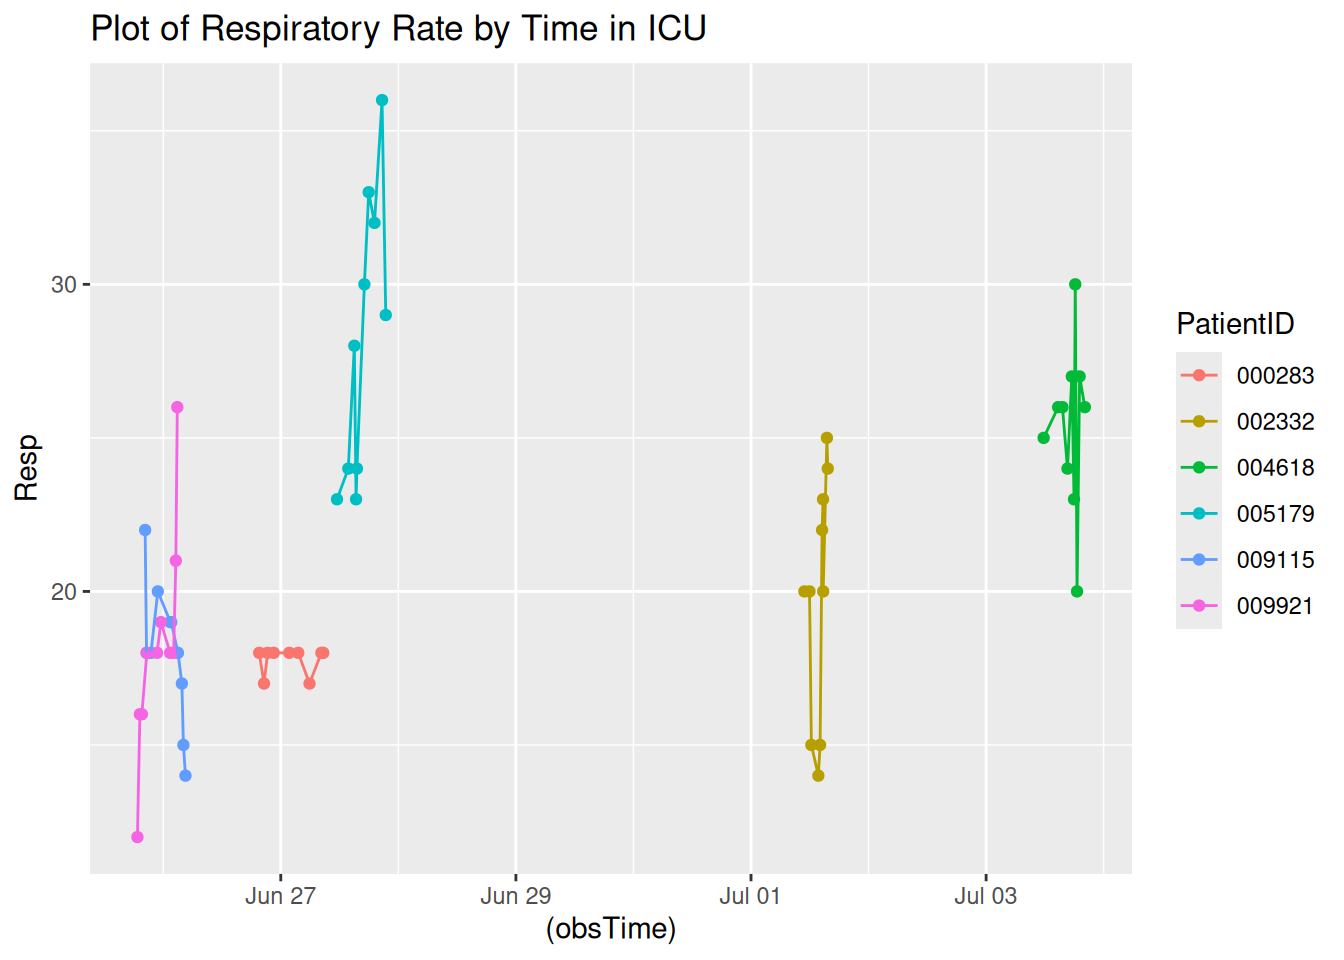 Plot of Respiratory Rate by Time in ICU
Resp
30
20
Jun 27
Jun 29
Jul 01
Jul 03
(obsTime)
PatientID
000283
002332
004618
005179
009115
009921